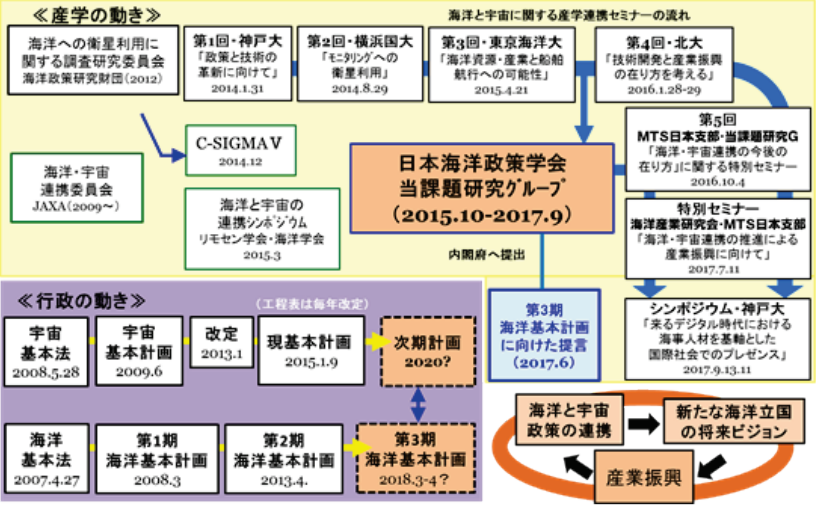 ≪産学の動き≫
海洋と宇宙に関する産学連携セミナーの流れ
海洋への衛星利用に
関する調査研究委員会
海洋政策研究財団(2012)
第1回・神戸大
「政策と技術の
革新に向けて」
2014.1.31
第2回・横浜国大
「モニタリングへの
衛星利用」
2014.8.29
第3回・東京海洋大
「海洋資源・産業と船舶
航行への可能性」
2015.4.21
第4回・北大
「技術開発と産業振興
の在り方を考える」
2016.1.28-29
第5回
MTS日本支部・当課題研究G
「海洋・宇宙連携の今後の
在り方」に関する特別セミナー
2016.10.4
C-SIGMAⅤ
2014.12
海洋・宇宙
連携委員会
JAXA(2009～)
海洋と宇宙の
連携シンポジウム
リモセン学会・海洋学会
2015.3
日本海洋政策学会
当課題研究グループ
(2015.10-2017.9)
特別セミナー
海洋産業研究会・MTS日本支部
「海洋・宇宙連携の推進による
産業振興に向けて」
2017.7.11
内閣府へ提出
第3期
海洋基本計画
に向けた提言
(2017.6)
シンポジウム・神戸大
「来るデジタル時代における
海事人材を基軸とした
国際社会でのプレゼンス」
2017.9.13.11
≪行政の動き≫
(工程表は毎年改定)
宇宙
基本法
2008.5.28
宇宙
基本計画
2009.6
改定
2013.1
現基本計画
2015.1.9
次期計画
2020?
海洋
基本法
2007.4.27
第1期
海洋基本計画
2008.3
第2期
海洋基本計画
2013.4.
第3期
海洋基本計画
2018.3-4?
海洋と宇宙
政策の連携
新たな海洋立国
の将来ビジョン
産業振興